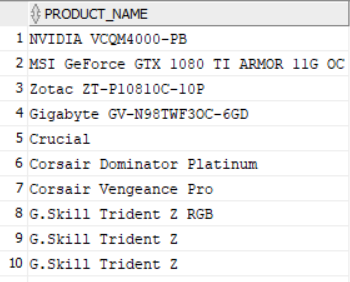 PRODUCT_NAME
1 NVIDIA VCQM4000-PB
2 MSI GeForce GTX 1080 TI ARMOR 11G OC
3 Zotac ZT-P10810C-10P
4 Gigabyte GV-N98TWF3OC-6GD
5 Crucial
6 Corsair Dominator Platinum
7 Corsair Vengeance Pro
8 G.Skill Trident Z RGB
9 G.Skill Trident Z
10 G.Skill Trident Z